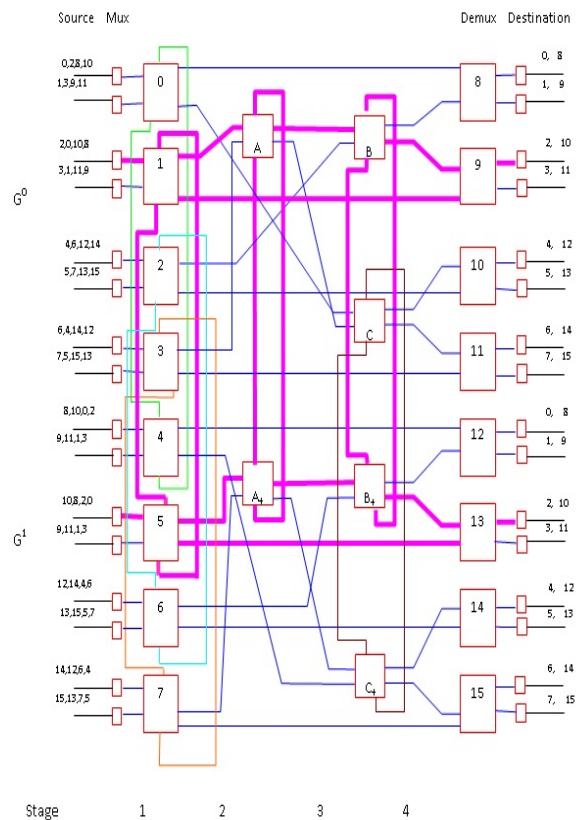 Source Mux Demux Destination
0,2,8,10 0 8 0, 8
1,3,9,11 1, 9
2,0,10,8 1 A B 9 2, 10
3,1,11,9 3, 11
G⁰
4,6,12,14 2 10 4, 12
5,7,13,15 5, 13
C
6,4,14,12 3 11 6, 14
7,5,15,13 7, 15
8,10,0,2 4 12 0, 8
9,11,1,3 1, 9
A₊ B₊
10,8,2,0 5 13 2, 10
9,11,1,3 3, 11
G¹
12,14,4,6 6 14 4, 12
13,15,5,7 5, 13
C₊
14,12,6,4 7 15 6, 14
15,13,7,5 7, 15
Stage 1 2 3 4